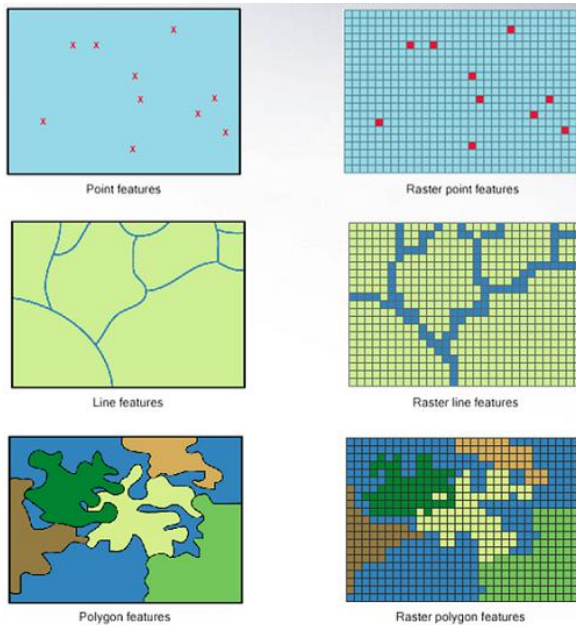 Point features
Raster point features
Line features
Raster line features
Polygon features
Raster polygon features